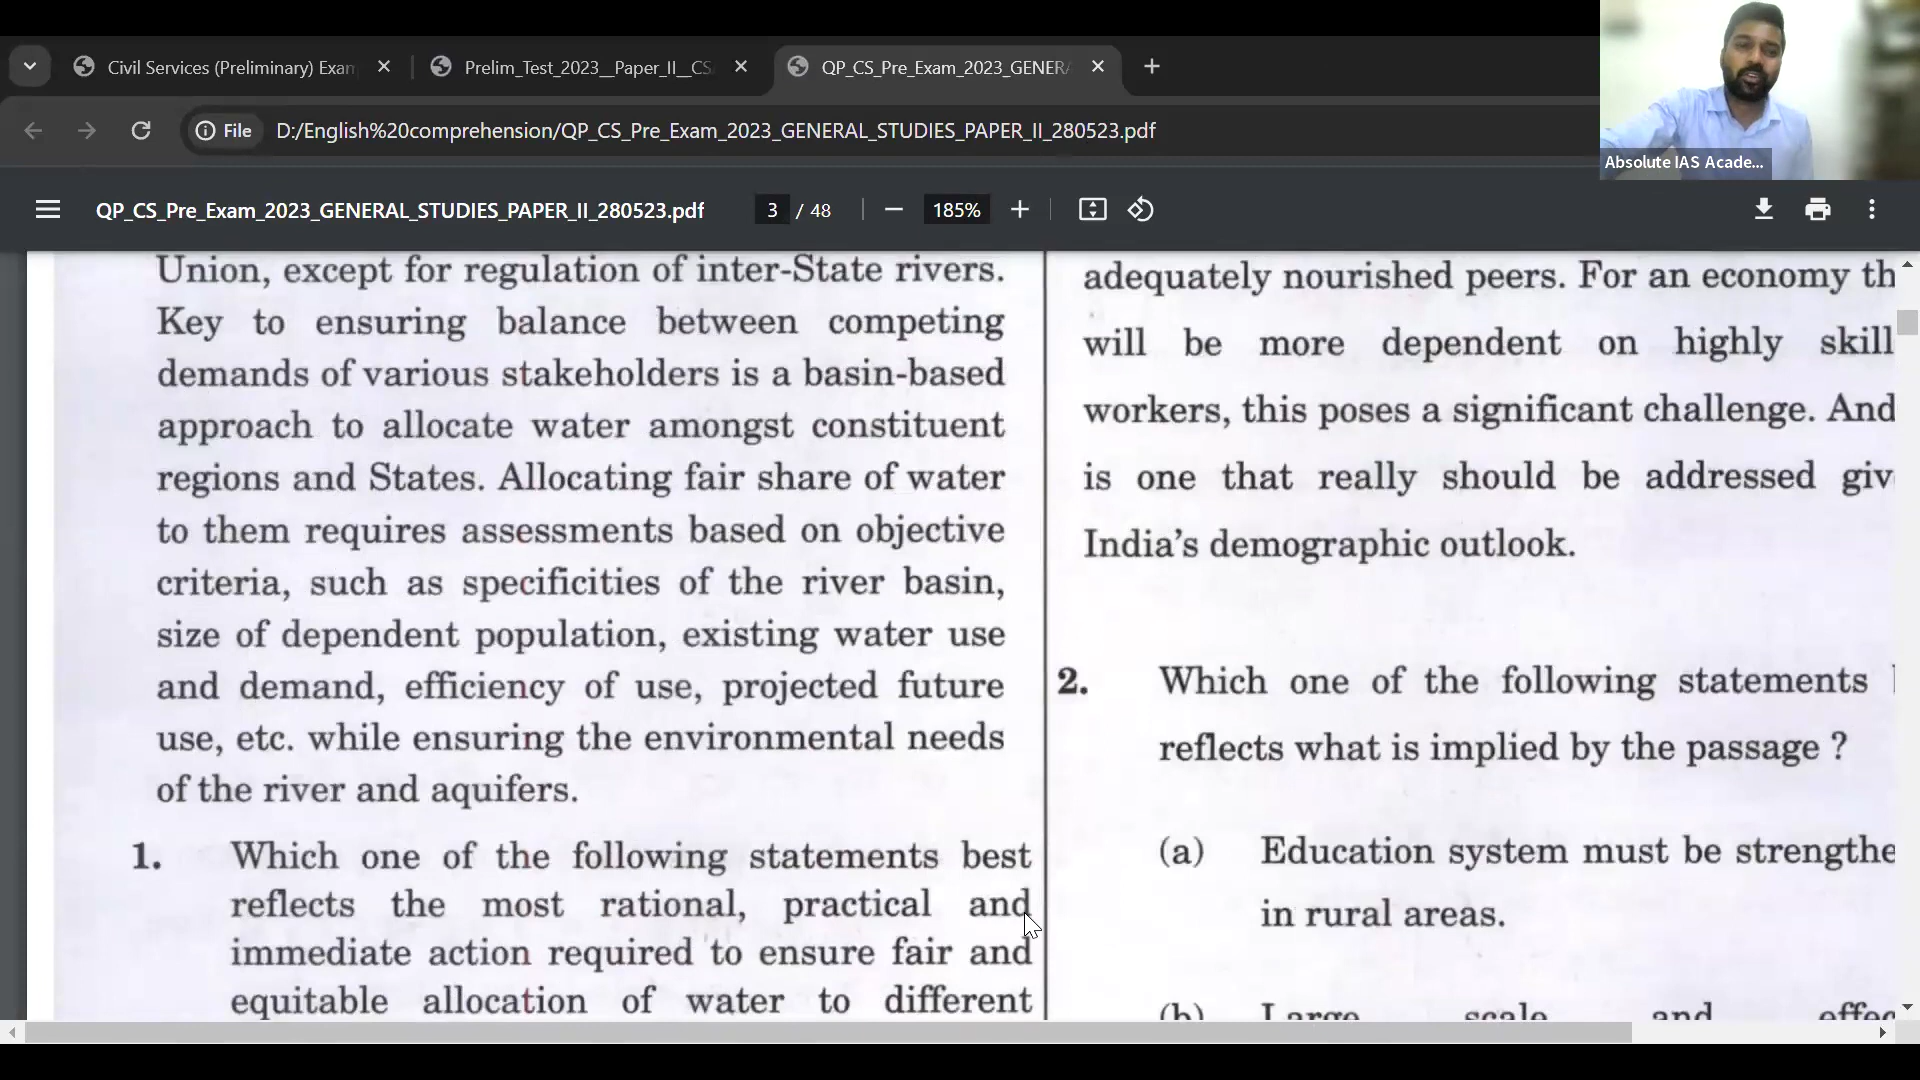 Civil Services (Preliminary) Exam
Prelim_Test_2023__Paper_II__CS
QP_CS_Pre_Exam_2023_GENERA
File
D:/English%20comprehension/QP_CS_Pre_Exam_2023_GENERAL_STUDIES_PAPER_II_280523.pdf
Absolute IAS Acade...
QP_CS_Pre_Exam_2023_GENERAL_STUDIES_PAPER_II_280523.pdf
3 / 48
185%
Union, except for regulation of inter-State rivers.
Key to ensuring balance between competing
demands of various stakeholders is a basin-based
approach to allocate water amongst constituent
regions and States. Allocating fair share of water
to them requires assessments based on objective
criteria, such as specificities of the river basin,
size of dependent population, existing water use
and demand, efficiency of use, projected future
use, etc. while ensuring the environmental needs
of the river and aquifers.
1. Which one of the following statements best
reflects the most rational, practical and
immediate action required to ensure fair and
equitable allocation of water to different
adequately nourished peers. For an economy th
will be more dependent on highly skill
workers, this poses a significant challenge. And
is one that really should be addressed giv
India's demographic outlook.
2. Which one of the following statements
reflects what is implied by the passage ?
(a) Education system must be strengthe
in rural areas.
(b) Large scale and effec